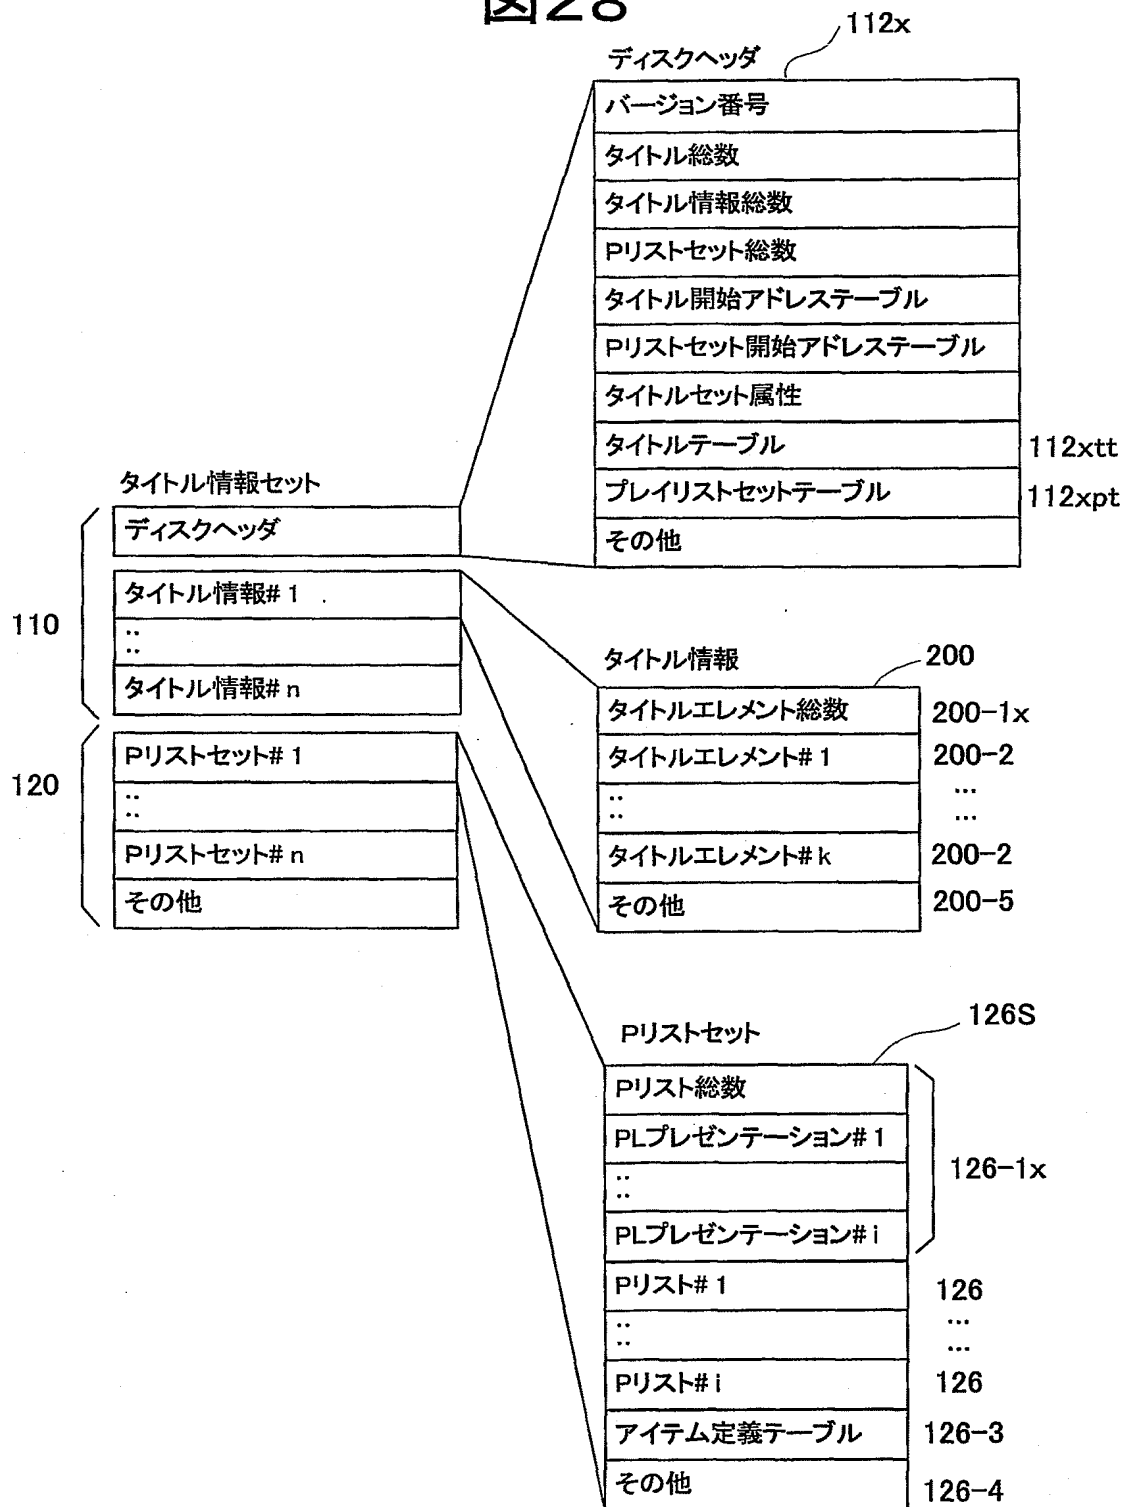 図28
112x
ディスクヘッダ
バージョン番号
タイトル総数
タイトル情報総数
Pリストセット総数
タイトル開始アドレステーブル
Pリストセット開始アドレステーブル
タイトルセット属性
タイトルテーブル
112xtt
プレイリストセットテーブル
112xpt
その他
タイトル情報セット
ディスクヘッダ
110
タイトル情報#1
::
タイトル情報#n
120
Pリストセット#1
::
Pリストセット#n
その他
タイトル情報
200
タイトルエレメント総数
200-1x
タイトルエレメント#1
200-2
::
...
...
タイトルエレメント#k
200-2
その他
200-5
Pリストセット
126S
Pリスト総数
PLプレゼンテーション#1
::
PLプレゼンテーション#i
126-1x
Pリスト#1
126
::
...
...
Pリスト#i
126
アイテム定義テーブル
126-3
その他
126-4